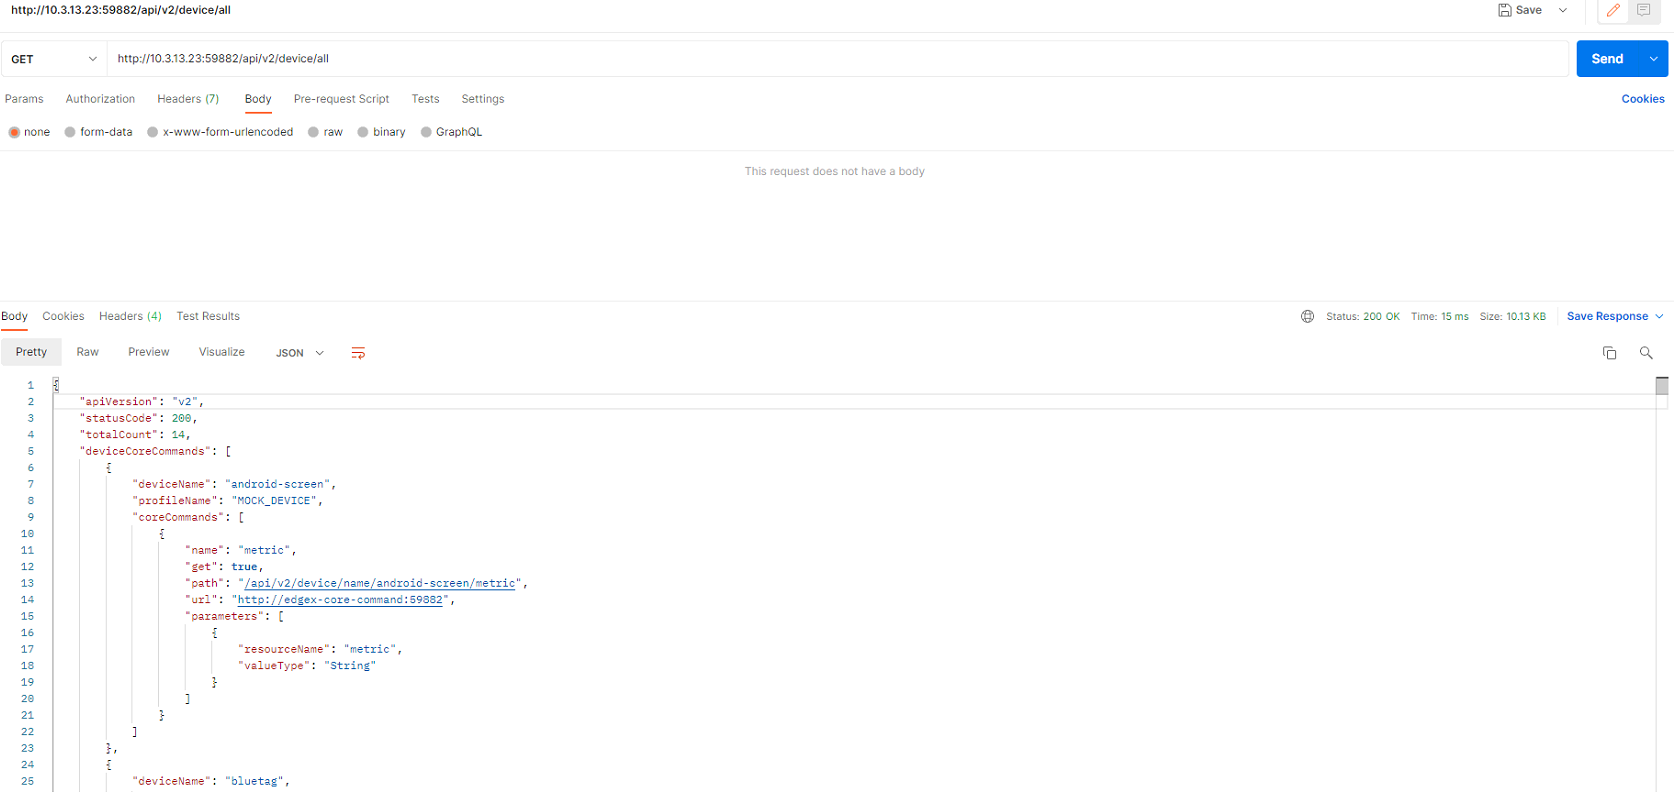 http://10.3.13.23:59882/api/v2/device/all
Save
GET
http://10.3.13.23:59882/api/v2/device/all
Send
Params Authorization Headers (7) Body Pre-request Script Tests Settings Cookies
none form-data x-www-form-urlencoded raw binary GraphQL
This request does not have a body
Body Cookies Headers (4) Test Results Status: 200 OK Time: 15 ms Size: 10.13 KB Save Response
Pretty Raw Preview Visualize JSON
1 {
2 "apiVersion": "v2",
3 "statusCode": 200,
4 "totalCount": 14,
5 "deviceCoreCommands": [
6 {
7 "deviceName": "android-screen",
8 "profileName": "MOCK_DEVICE",
9 "coreCommands": [
10 {
11 "name": "metric",
12 "get": true,
13 "path": "/api/v2/device/name/android-screen/metric",
14 "url": "http://edgex-core-command:59882",
15 "parameters": [
16 {
17 "resourceName": "metric",
18 "valueType": "String"
19 }
20 ]
21 }
22 ]
23 },
24 {
25 "deviceName": "bluetag",